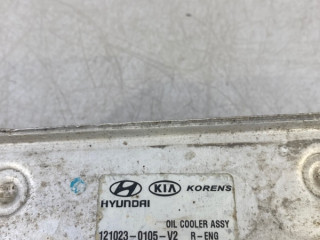 KIA KORENS
HYUNDAI
OIL COOLER ASSY
121023-0105-V2 R-ENG